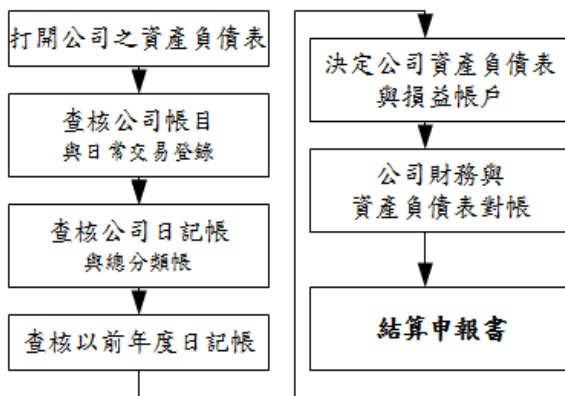 打開公司之資產負債表
查核公司帳目
與日常交易登錄
查核公司日記帳
與總分類帳
查核以前年度日記帳
決定公司資產負債表
與損益帳戶
公司財務與
資產負債表對帳
結算申報書